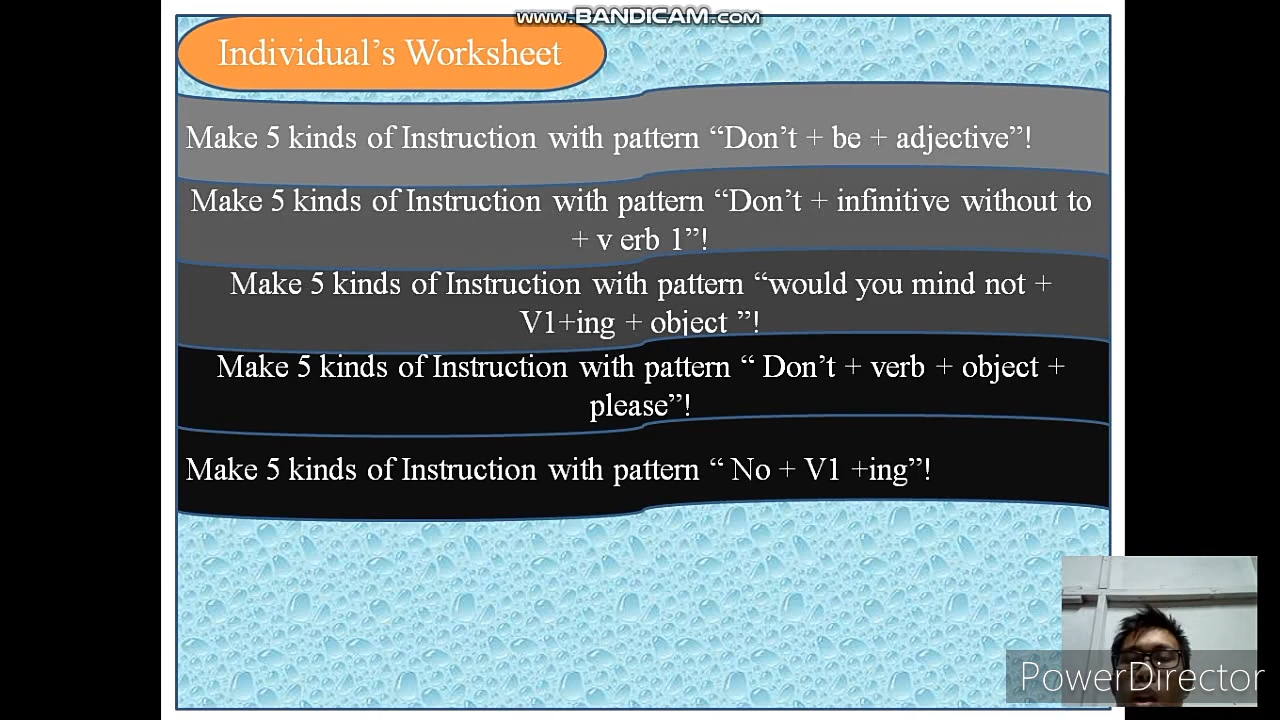 www.BANDICAM.com
Individual’s Worksheet
Make 5 kinds of Instruction with pattern “Don’t + be + adjective”!
Make 5 kinds of Instruction with pattern “Don’t + infinitive without to
+ v erb 1”!
Make 5 kinds of Instruction with pattern “would you mind not +
V1+ing + object ”!
Make 5 kinds of Instruction with pattern “ Don’t + verb + object +
please”!
Make 5 kinds of Instruction with pattern “ No + V1 +ing”!
PowerDirector